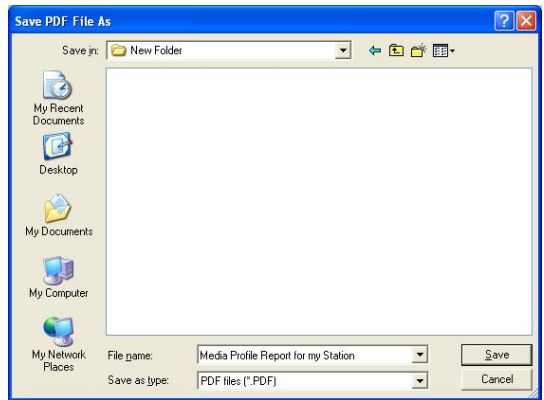 Save PDF File As
Save in: New Folder
My Recent
Documents
Desktop
My Documents
My Computer
My Network
Places
File name: Media Profile Report for my Station Save
Save as type: PDF files (*.PDF) Cancel